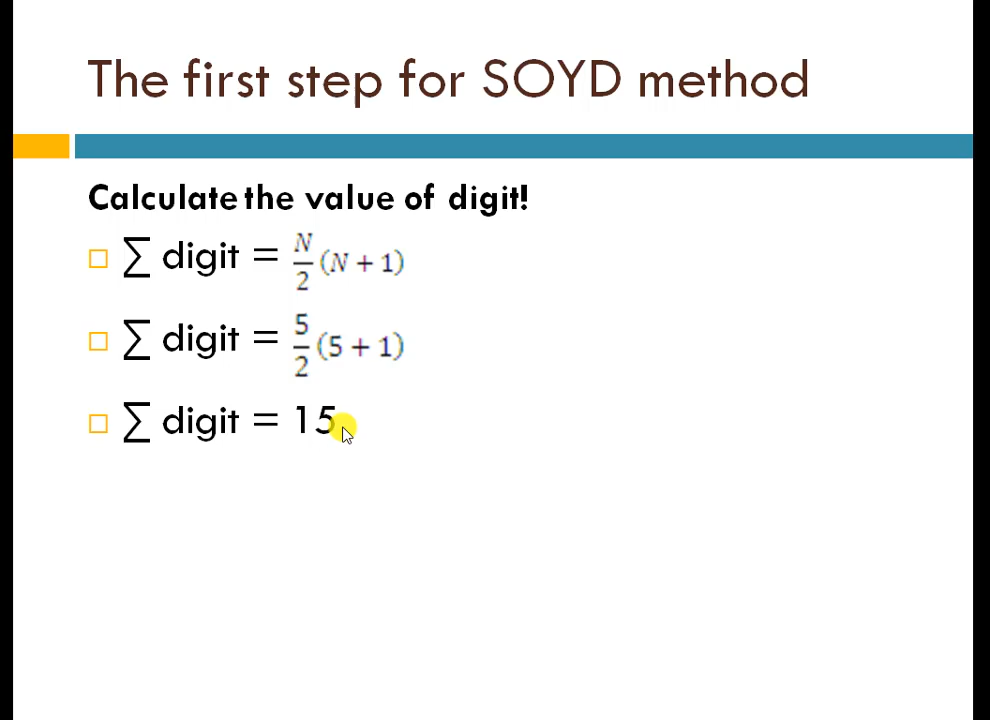 The first step for SOYD method
Calculate the value of digit!
∑ digit = N/2 (N + 1)
∑ digit = 5/2 (5 + 1)
∑ digit = 15